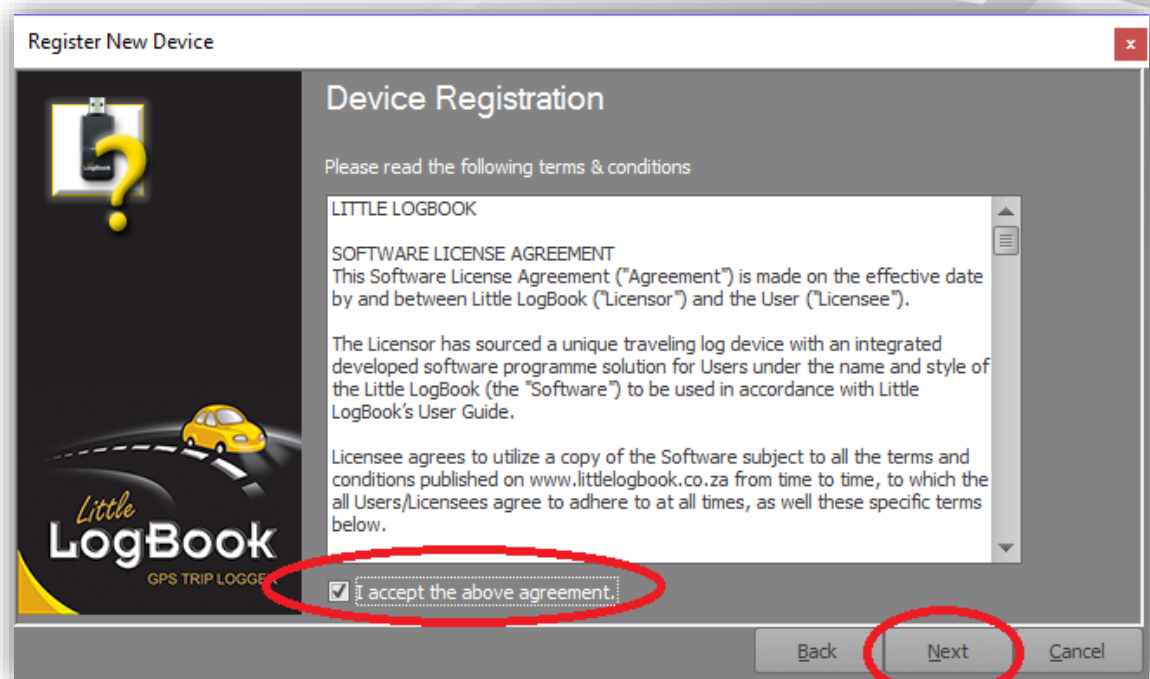 Register New Device
x
Device Registration
Please read the following terms & conditions
LITTLE LOGBOOK
SOFTWARE LICENSE AGREEMENT
This Software License Agreement ("Agreement") is made on the effective date
by and between Little LogBook ("Licensor") and the User ("Licensee").
The Licensor has sourced a unique traveling log device with an integrated
developed software programme solution for Users under the name and style of
the Little LogBook (the "Software") to be used in accordance with Little
LogBook's User Guide.
Licensee agrees to utilize a copy of the Software subject to all the terms and
conditions published on www.littlelogbook.co.za from time to time, to which the
all Users/Licensees agree to adhere to at all times, as well these specific terms
below.
Little
LogBook
GPS TRIP LOGGER
I accept the above agreement.
Back Next Cancel